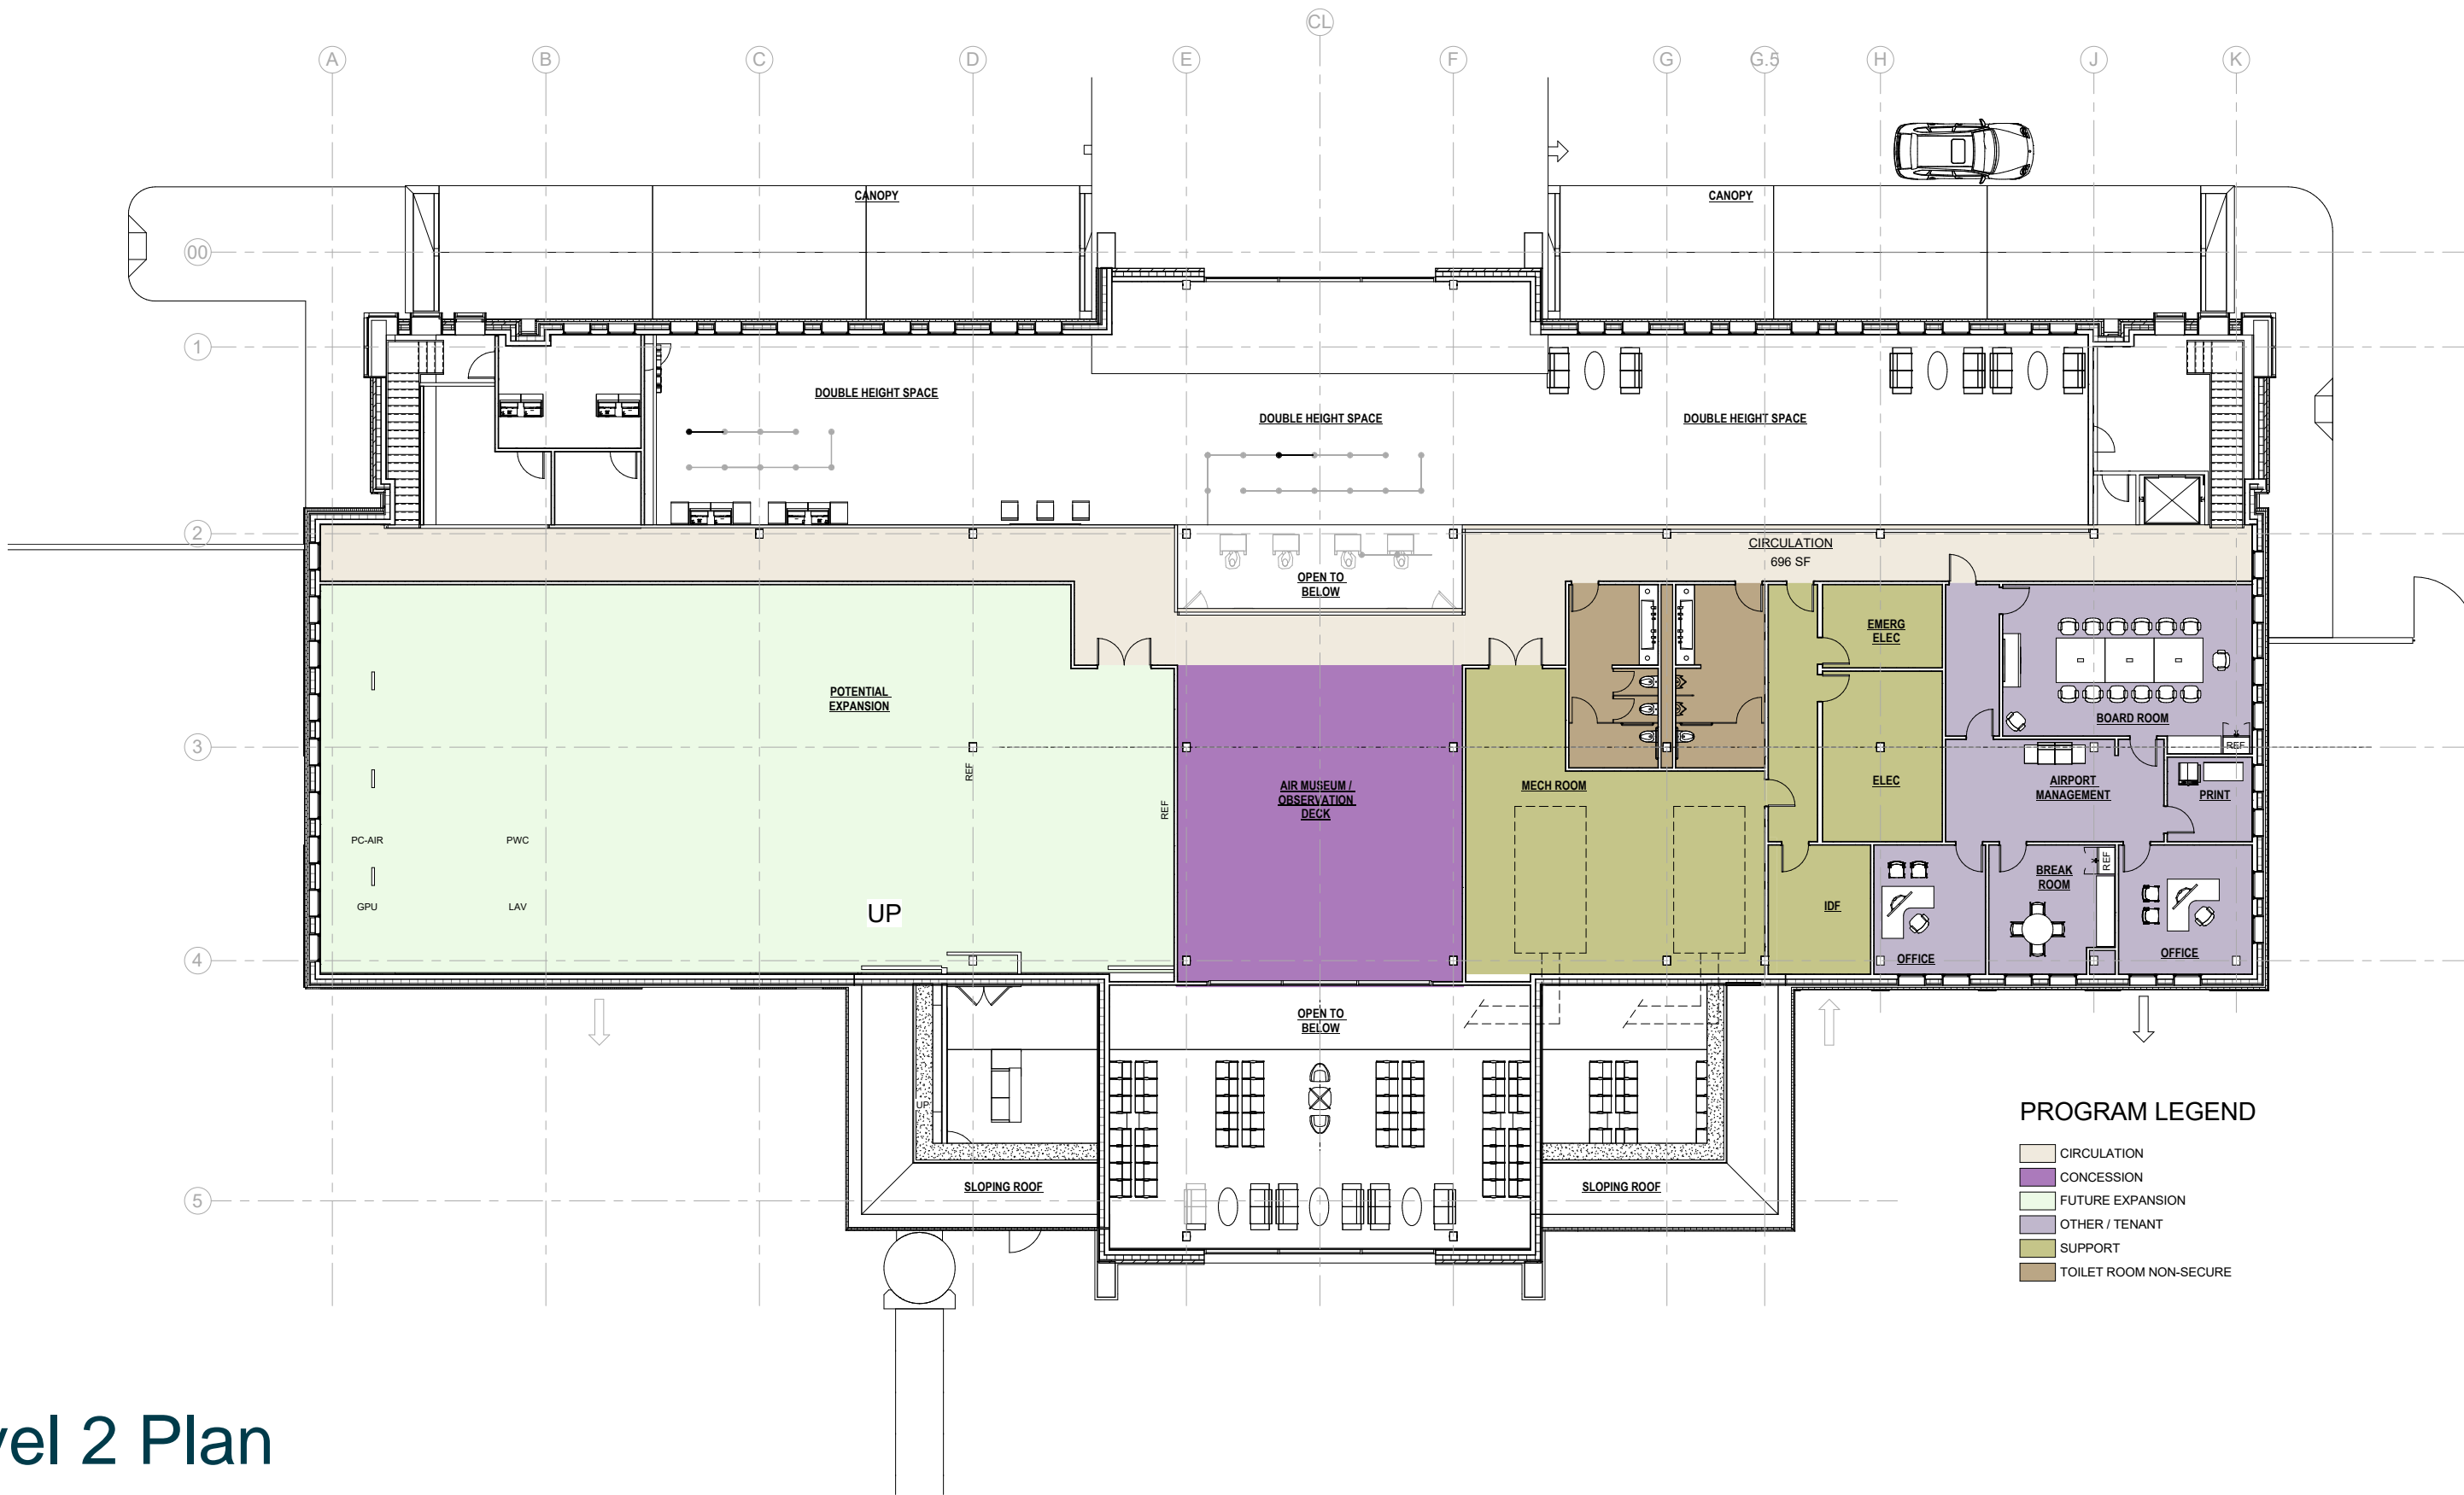 CL
A
B
C
D
E
F
G
G.5
H
J
K
CANOPY
CANOPY
00
1
DOUBLE HEIGHT SPACE
DOUBLE HEIGHT SPACE
DOUBLE HEIGHT SPACE
2
CIRCULATION
696 SF
OPEN TO
BELOW
EMERG
ELEC
POTENTIAL
EXPANSION
BOARD ROOM
3
REF
REF
REF
AIR MUSEUM /
OBSERVATION
DECK
MECH ROOM
ELEC
AIRPORT
MANAGEMENT
PRINT
PC-AIR
PWC
GPU
LAV
UP
BREAK
ROOM
REF
IDF
OFFICE
OFFICE
4
OPEN TO
BELOW
UP
5
SLOPING ROOF
SLOPING ROOF
PROGRAM LEGEND
CIRCULATION
CONCESSION
FUTURE EXPANSION
OTHER / TENANT
SUPPORT
TOILET ROOM NON-SECURE
vel 2 Plan